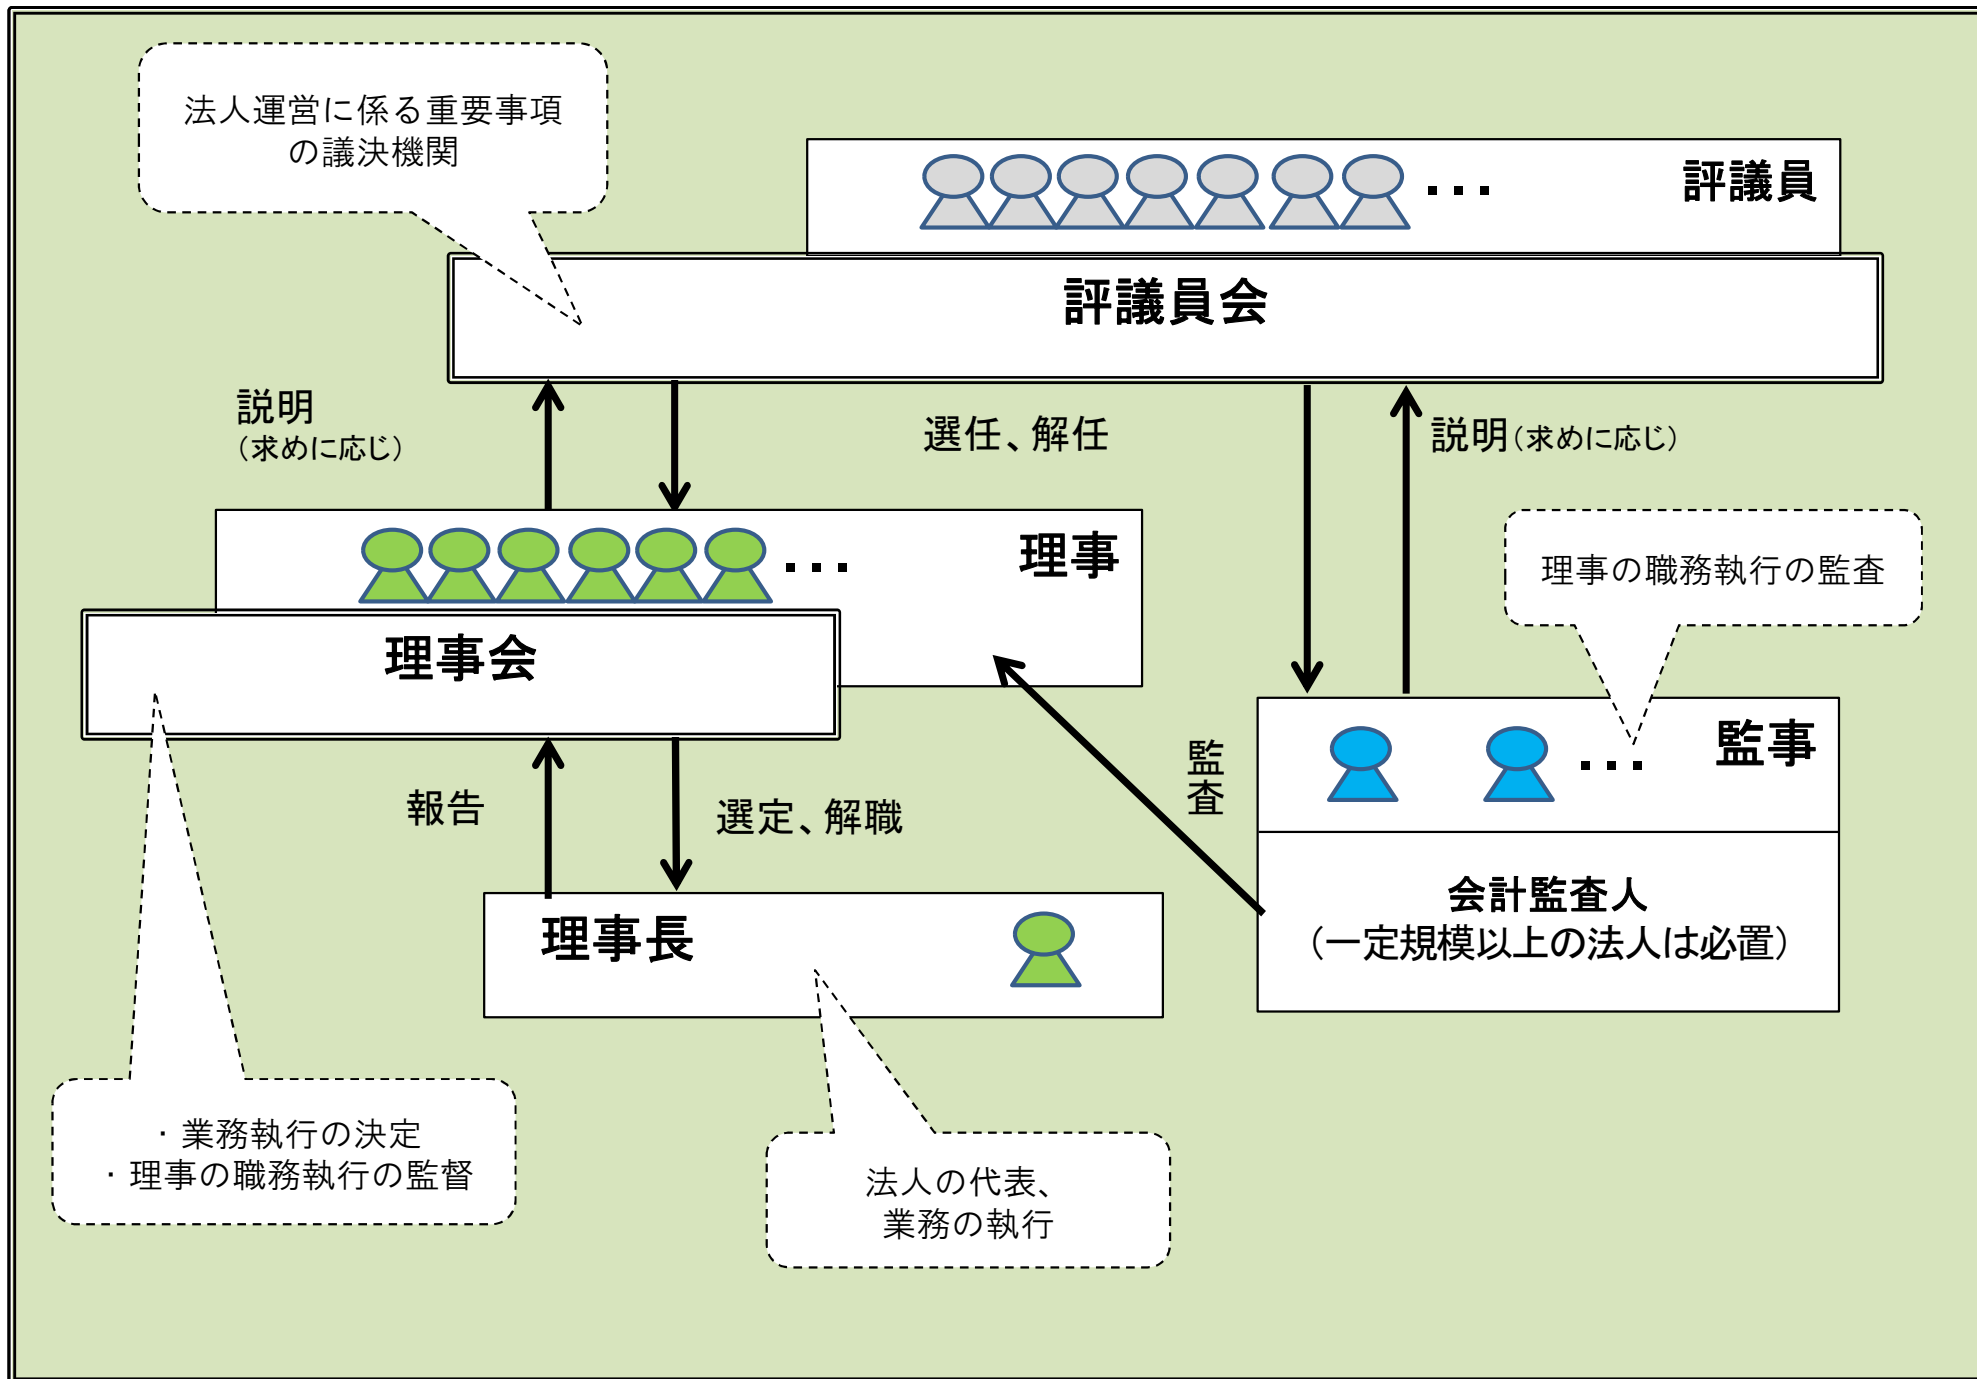 法人運営に係る重要事項
の議決機関
・・・
評議員
評議員会
説明
（求めに応じ）
選任、解任
説明（求めに応じ）
・・・
理事
理事の職務執行の監査
理事会
・・・
監事
監査
報告
選定、解職
会計監査人
（一定規模以上の法人は必置）
理事長
・業務執行の決定
・理事の職務執行の監督
法人の代表、
業務の執行